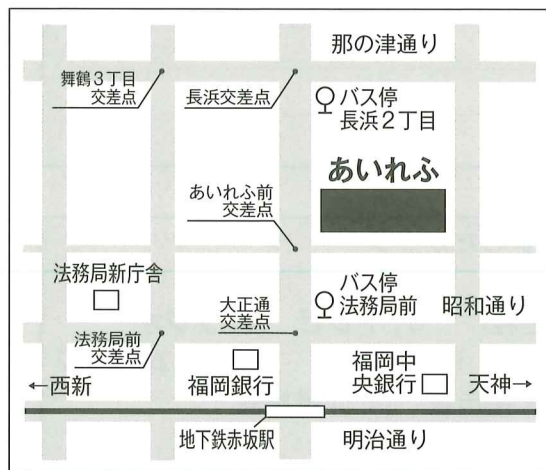 那の津通り
舞鶴3丁目
交差点
長浜交差点
バス停
長浜2丁目
あいれふ
あいれふ前
交差点
法務局新庁舎
大正通
交差点
バス停
法務局前
昭和通り
法務局前
交差点
福岡銀行
福岡中
央銀行
←西新
天神→
地下鉄赤坂駅
明治通り